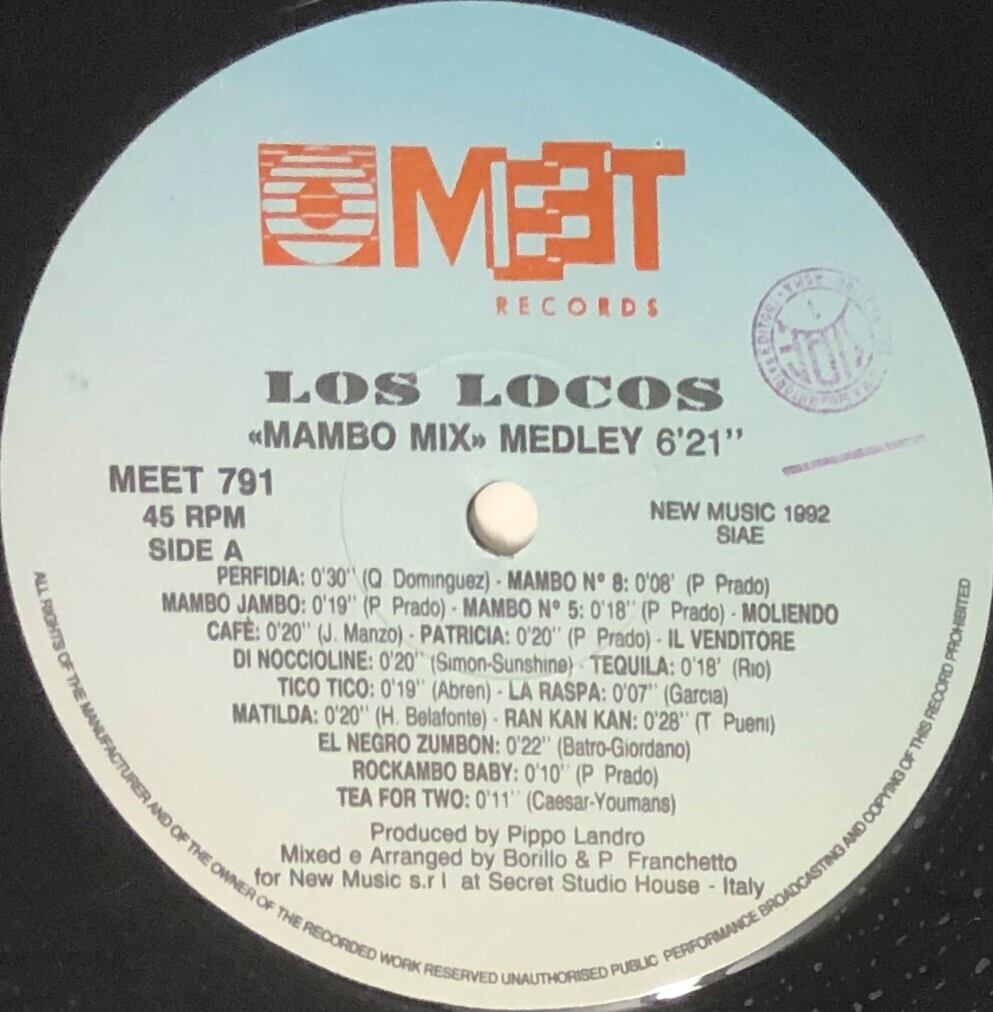 MEET
RECORDS
LOS LOCOS
«MAMBO MIX» MEDLEY 6'21''
MEET 791
45 RPM
SIDE A
NEW MUSIC 1992
SIAE
PERFIDIA: 0'30'' (Q. Dominguez) - MAMBO N° 8: 0'08' (P. Prado)
MAMBO JAMBO: 0'19'' (P. Prado) - MAMBO N° 5: 0'18'' (P. Prado) - MOLIENDO
CAFÈ: 0'20'' (J. Manzo) - PATRICIA: 0'20'' (P. Prado) - IL VENDITORE
DI NOCCIOLINE: 0'20'' (Simon-Sunshine) - TEQUILA: 0'18' (Rio)
TICO TICO: 0'19'' (Abren) - LA RASPA: 0'07'' (Garcia)
MATILDA: 0'20'' (H. Belafonte) - RAN KAN KAN: 0'28'' (T. Pueni)
EL NEGRO ZUMBON: 0'22'' (Batro-Giordano)
ROCKAMBO BABY: 0'10'' (P. Prado)
TEA FOR TWO: 0'11'' (Caesar-Youmans)
Produced by Pippo Landro
Mixed e Arranged by Borillo & P. Franchetto
for New Music s.r.l. at Secret Studio House - Italy
ALL RIGHTS OF THE MANUFACTURER AND OF THE OWNER OF THE RECORDED WORK RESERVED UNAUTHORISED PUBLIC PERFORMANCE BROADCASTING AND COPYING OF THIS RECORD PROHIBITED